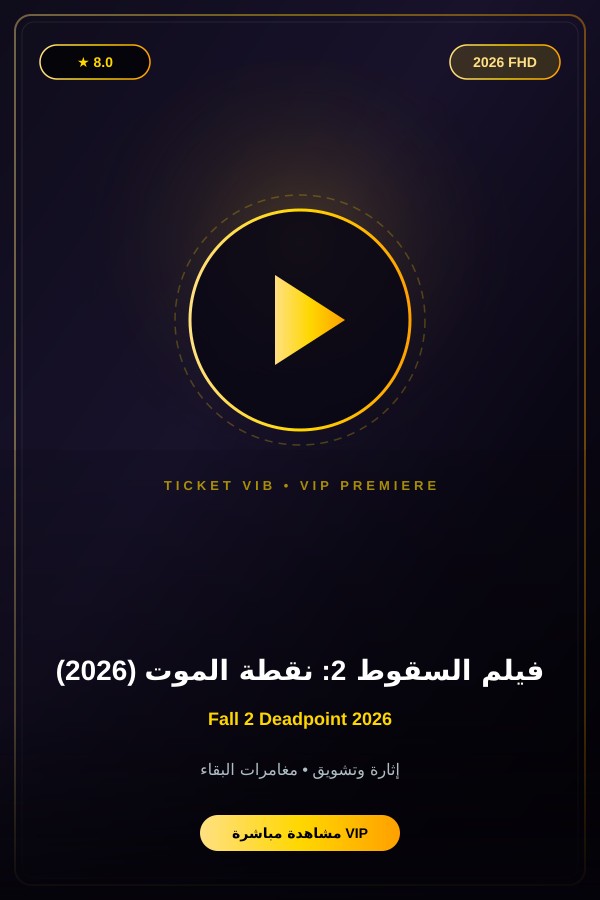 ★ 8.0
2026 FHD
TICKET VIB • VIP PREMIERE
فيلم السقوط 2: نقطة الموت (2026)
Fall 2 Deadpoint 2026
إثارة وتشويق • مغامرات البقاء
مشاهدة مباشرة VIP